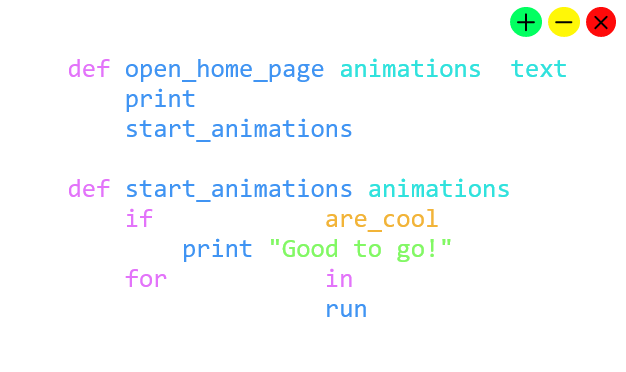 def open_home_page animations text
print
start_animations
def start_animations animations
if are_cool
print "Good to go!"
for in
run